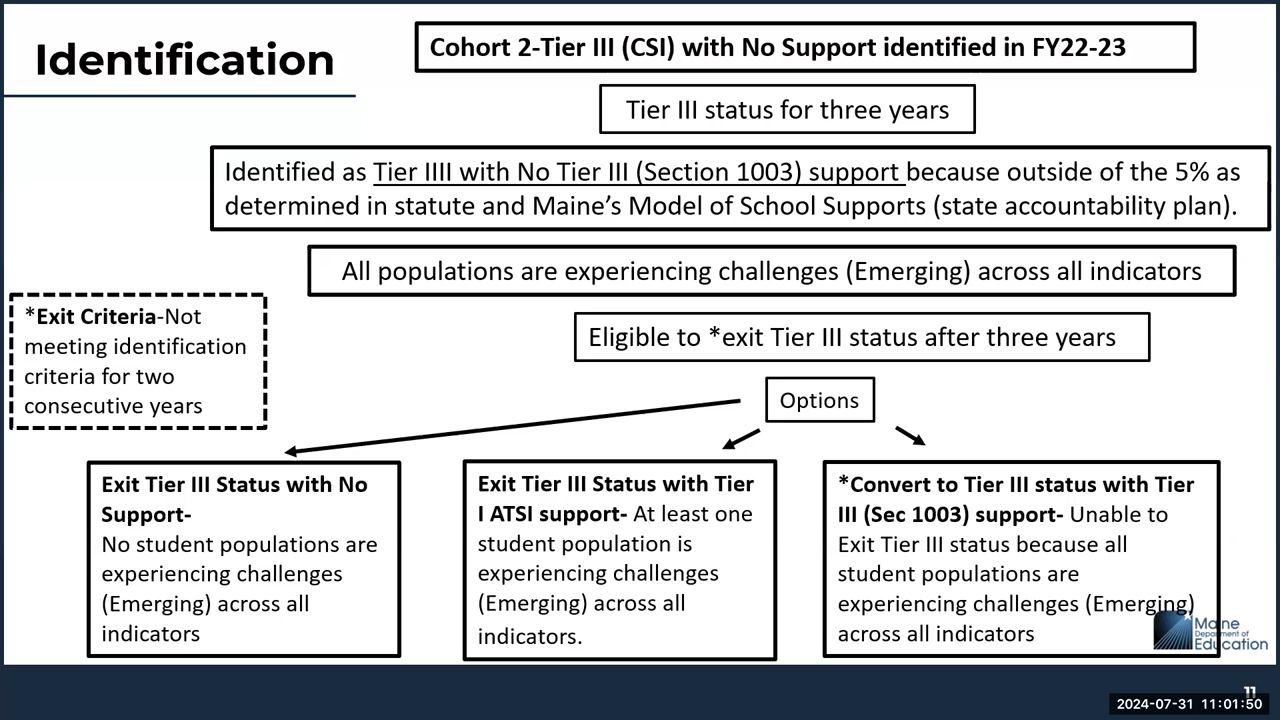 Identification
Cohort 2-Tier III (CSI) with No Support identified in FY22-23
Tier III status for three years
Identified as Tier IIII with No Tier III (Section 1003) support because outside of the 5% as
determined in statute and Maine’s Model of School Supports (state accountability plan).
All populations are experiencing challenges (Emerging) across all indicators
*Exit Criteria-Not
meeting identification
criteria for two
consecutive years
Eligible to *exit Tier III status after three years
Options
Exit Tier III Status with No
Support-
No student populations are
experiencing challenges
(Emerging) across all
indicators
Exit Tier III Status with Tier
I ATSI support- At least one
student population is
experiencing challenges
(Emerging) across all
indicators.
*Convert to Tier III status with Tier
III (Sec 1003) support- Unable to
Exit Tier III status because all
student populations are
experiencing challenges (Emerging)
across all indicators
Maine
Department of
Education
11
2024-07-31 11:01:50